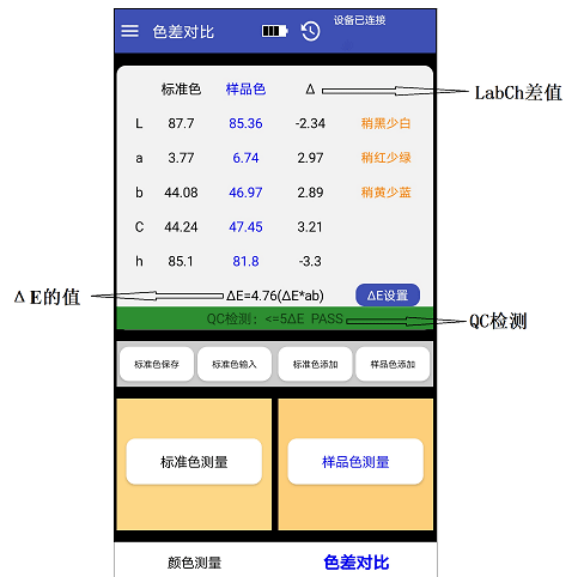 色差对比
设备已连接
标准色 样品色 Δ
LabCh差值
L 87.7 85.36 -2.34 稍黑少白
a 3.77 6.74 2.97 稍红少绿
b 44.08 46.97 2.89 稍黄少蓝
C 44.24 47.45 3.21
h 85.1 81.8 -3.3
ΔE的值
ΔE=4.76(ΔE*ab) ΔE设置
QC检测：<=5ΔE PASS
QC检测
标准色保存 标准色输入 标准色添加 样品色添加
标准色测量 样品色测量
颜色测量 色差对比